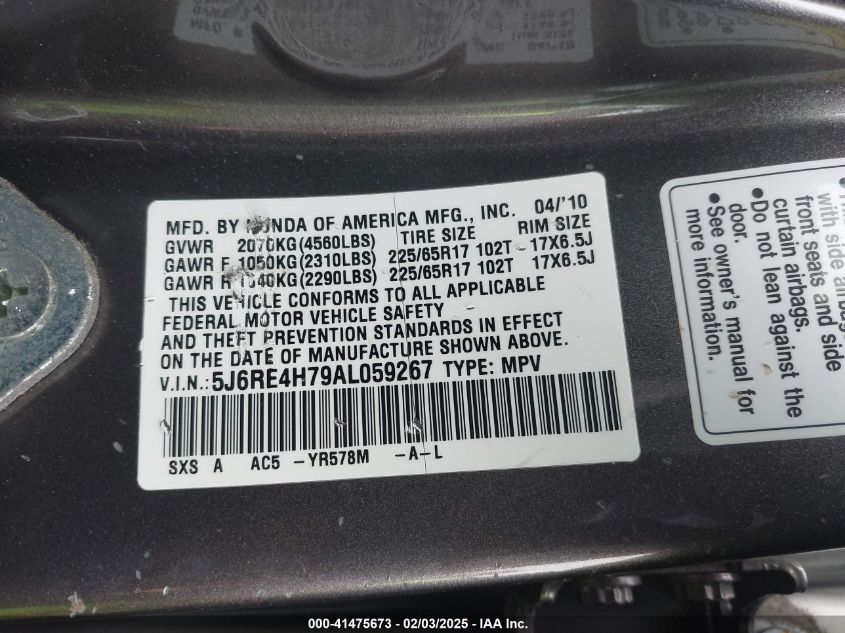 MFD. BY HONDA OF AMERICA MFG., INC. 04/'10
GVWR 2070KG(4560LBS) TIRE SIZE RIM SIZE
GAWR F 1050KG(2310LBS) 225/65R17 102T - 17X6.5J
GAWR R 1040KG(2290LBS) 225/65R17 102T 17X6.5J
THIS VEHICLE CONFORMS TO ALL APPLICABLE
FEDERAL MOTOR VEHICLE SAFETY
AND THEFT PREVENTION STANDARDS IN EFFECT
ON THE DATE OF MANUFACTURE SHOWN ABOVE.
V.I.N.: 5J6RE4H79AL059267 TYPE: MPV
SXS A AC5 -YR578M -A-L
with side
front seats and side
curtain airbags.
•Do not lean against the
door.
•See owner's manual for
more information.
000-41475673 - 02/03/2025 - IAA Inc.